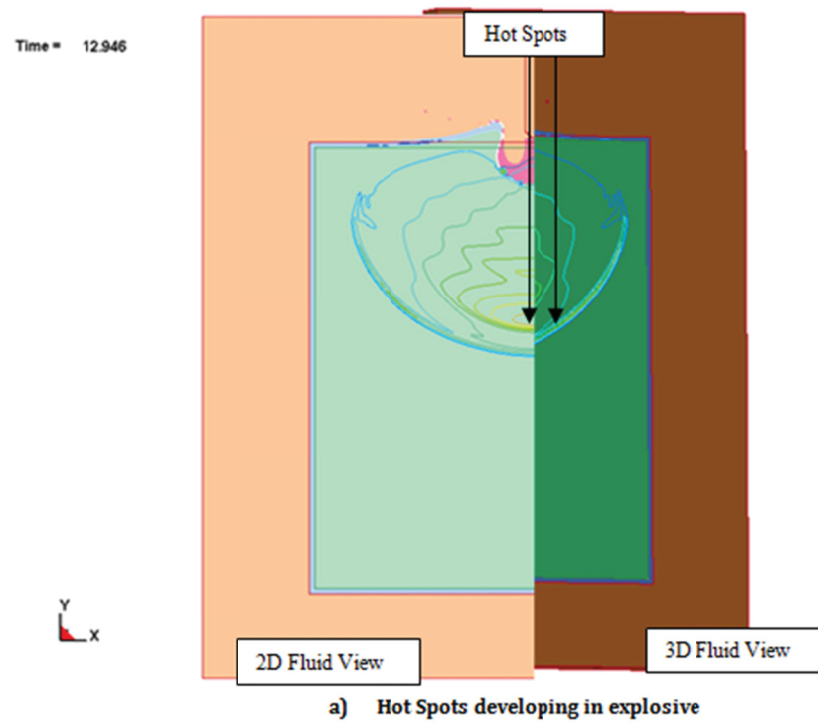 Hot Spots
Time = 12.946
Y
X
2D Fluid View
3D Fluid View
a) Hot Spots developing in explosive